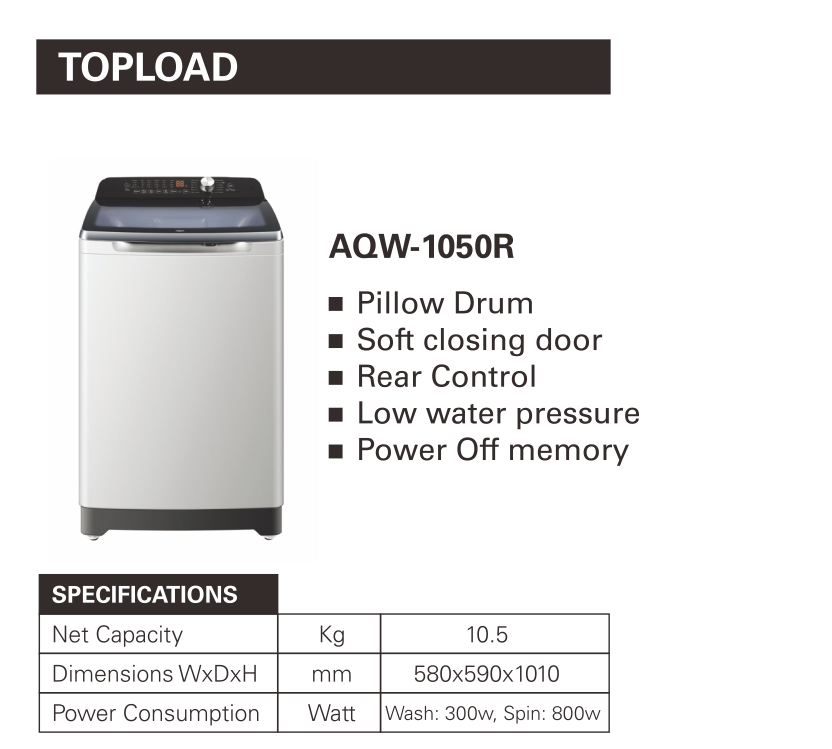 TOPLOAD
AQW-1050R
■ Pillow Drum
■ Soft closing door
■ Rear Control
■ Low water pressure
■ Power Off memory
SPECIFICATIONS
Net Capacity Kg 10.5
Dimensions WxDxH mm 580x590x1010
Power Consumption Watt Wash: 300w, Spin: 800w